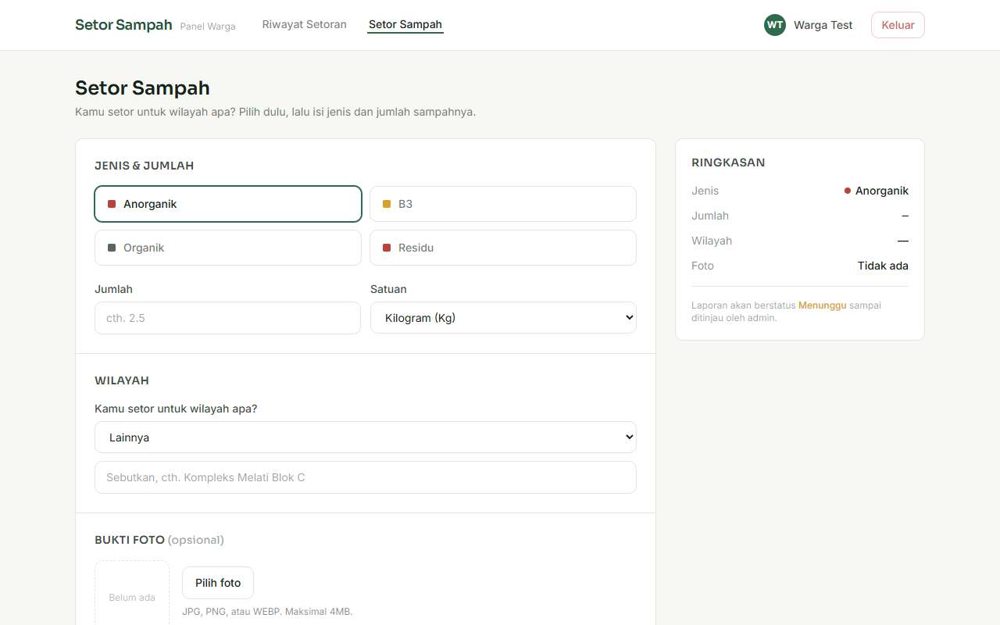 Setor Sampah Panel Warga Riwayat Setoran Setor Sampah WT Warga Test Keluar
Setor Sampah
Kamu setor untuk wilayah apa? Pilih dulu, lalu isi jenis dan jumlah sampahnya.
JENIS & JUMLAH
Anorganik
B3
Organik
Residu
Jumlah
Satuan
cth. 2.5
Kilogram (Kg)
WILAYAH
Kamu setor untuk wilayah apa?
Lainnya
Sebutkan, cth. Kompleks Melati Blok C
BUKTI FOTO (opsional)
Belum ada
Pilih foto
JPG, PNG, atau WEBP. Maksimal 4MB.
RINGKASAN
Jenis Anorganik
Jumlah –
Wilayah —
Foto Tidak ada
Laporan akan berstatus Menunggu sampai
ditinjau oleh admin.